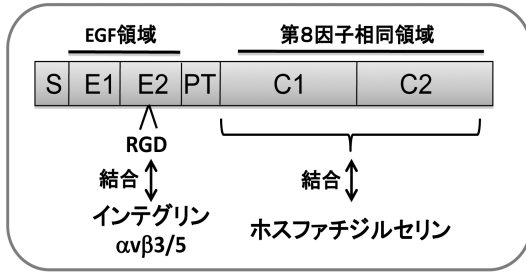 EGF領域
第8因子相同領域
S E1 E2 PT C1 C2
RGD
結合
結合
インテグリン
αvβ3/5
ホスファチジルセリン